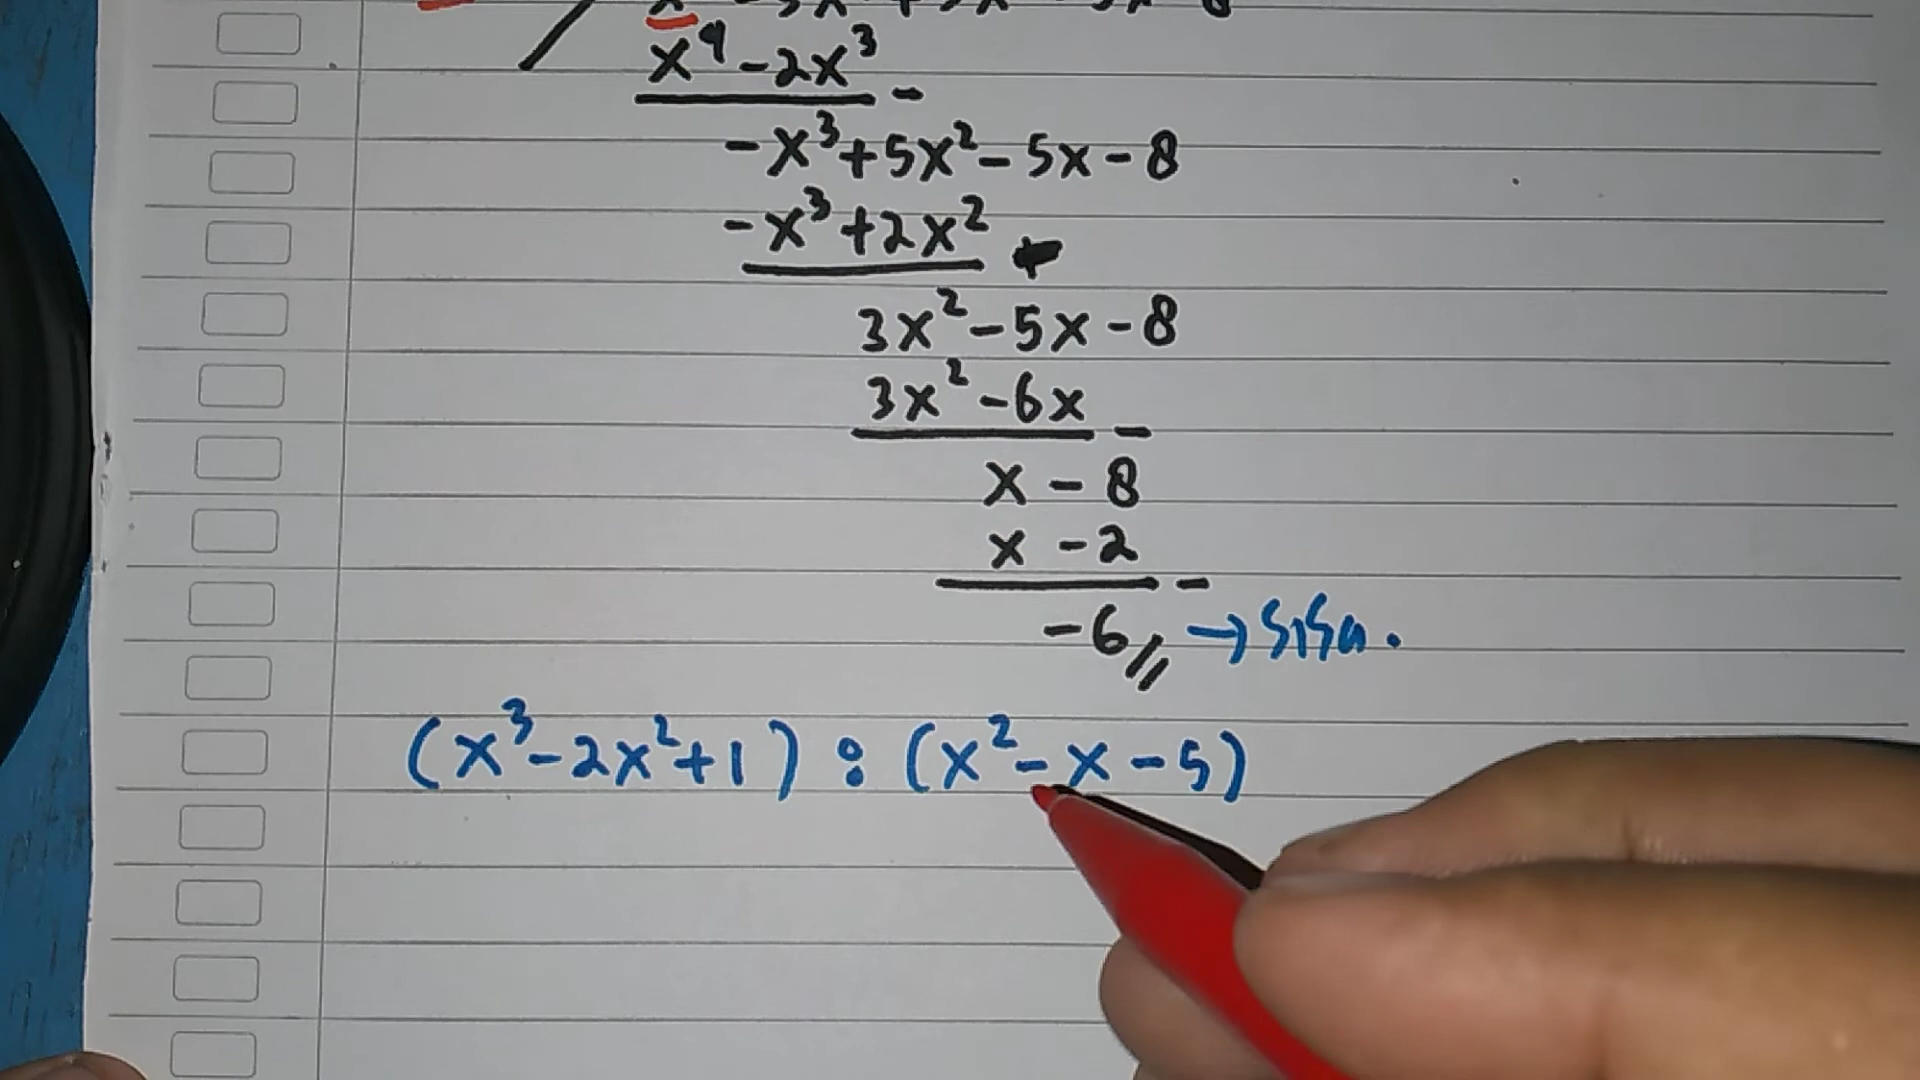 x⁴ - 2x³ -
-x³ + 5x² - 5x - 8
-x³ + 2x²
3x² - 5x - 8
3x² - 6x -
x - 8
x - 2 -
-6 // → Sisa.
(x³ - 2x² + 1) : (x² - x - 5)